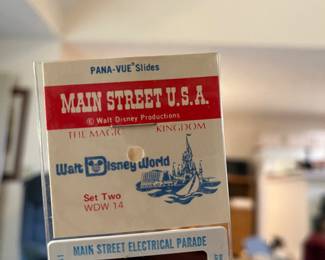 PANA-VUE® Slides
MAIN STREET U.S.A.
© Walt Disney Productions
THE MAGIC KINGDOM
Walt Disney World
Set Two
WDW 14
MAIN STREET ELECTRICAL PARADE